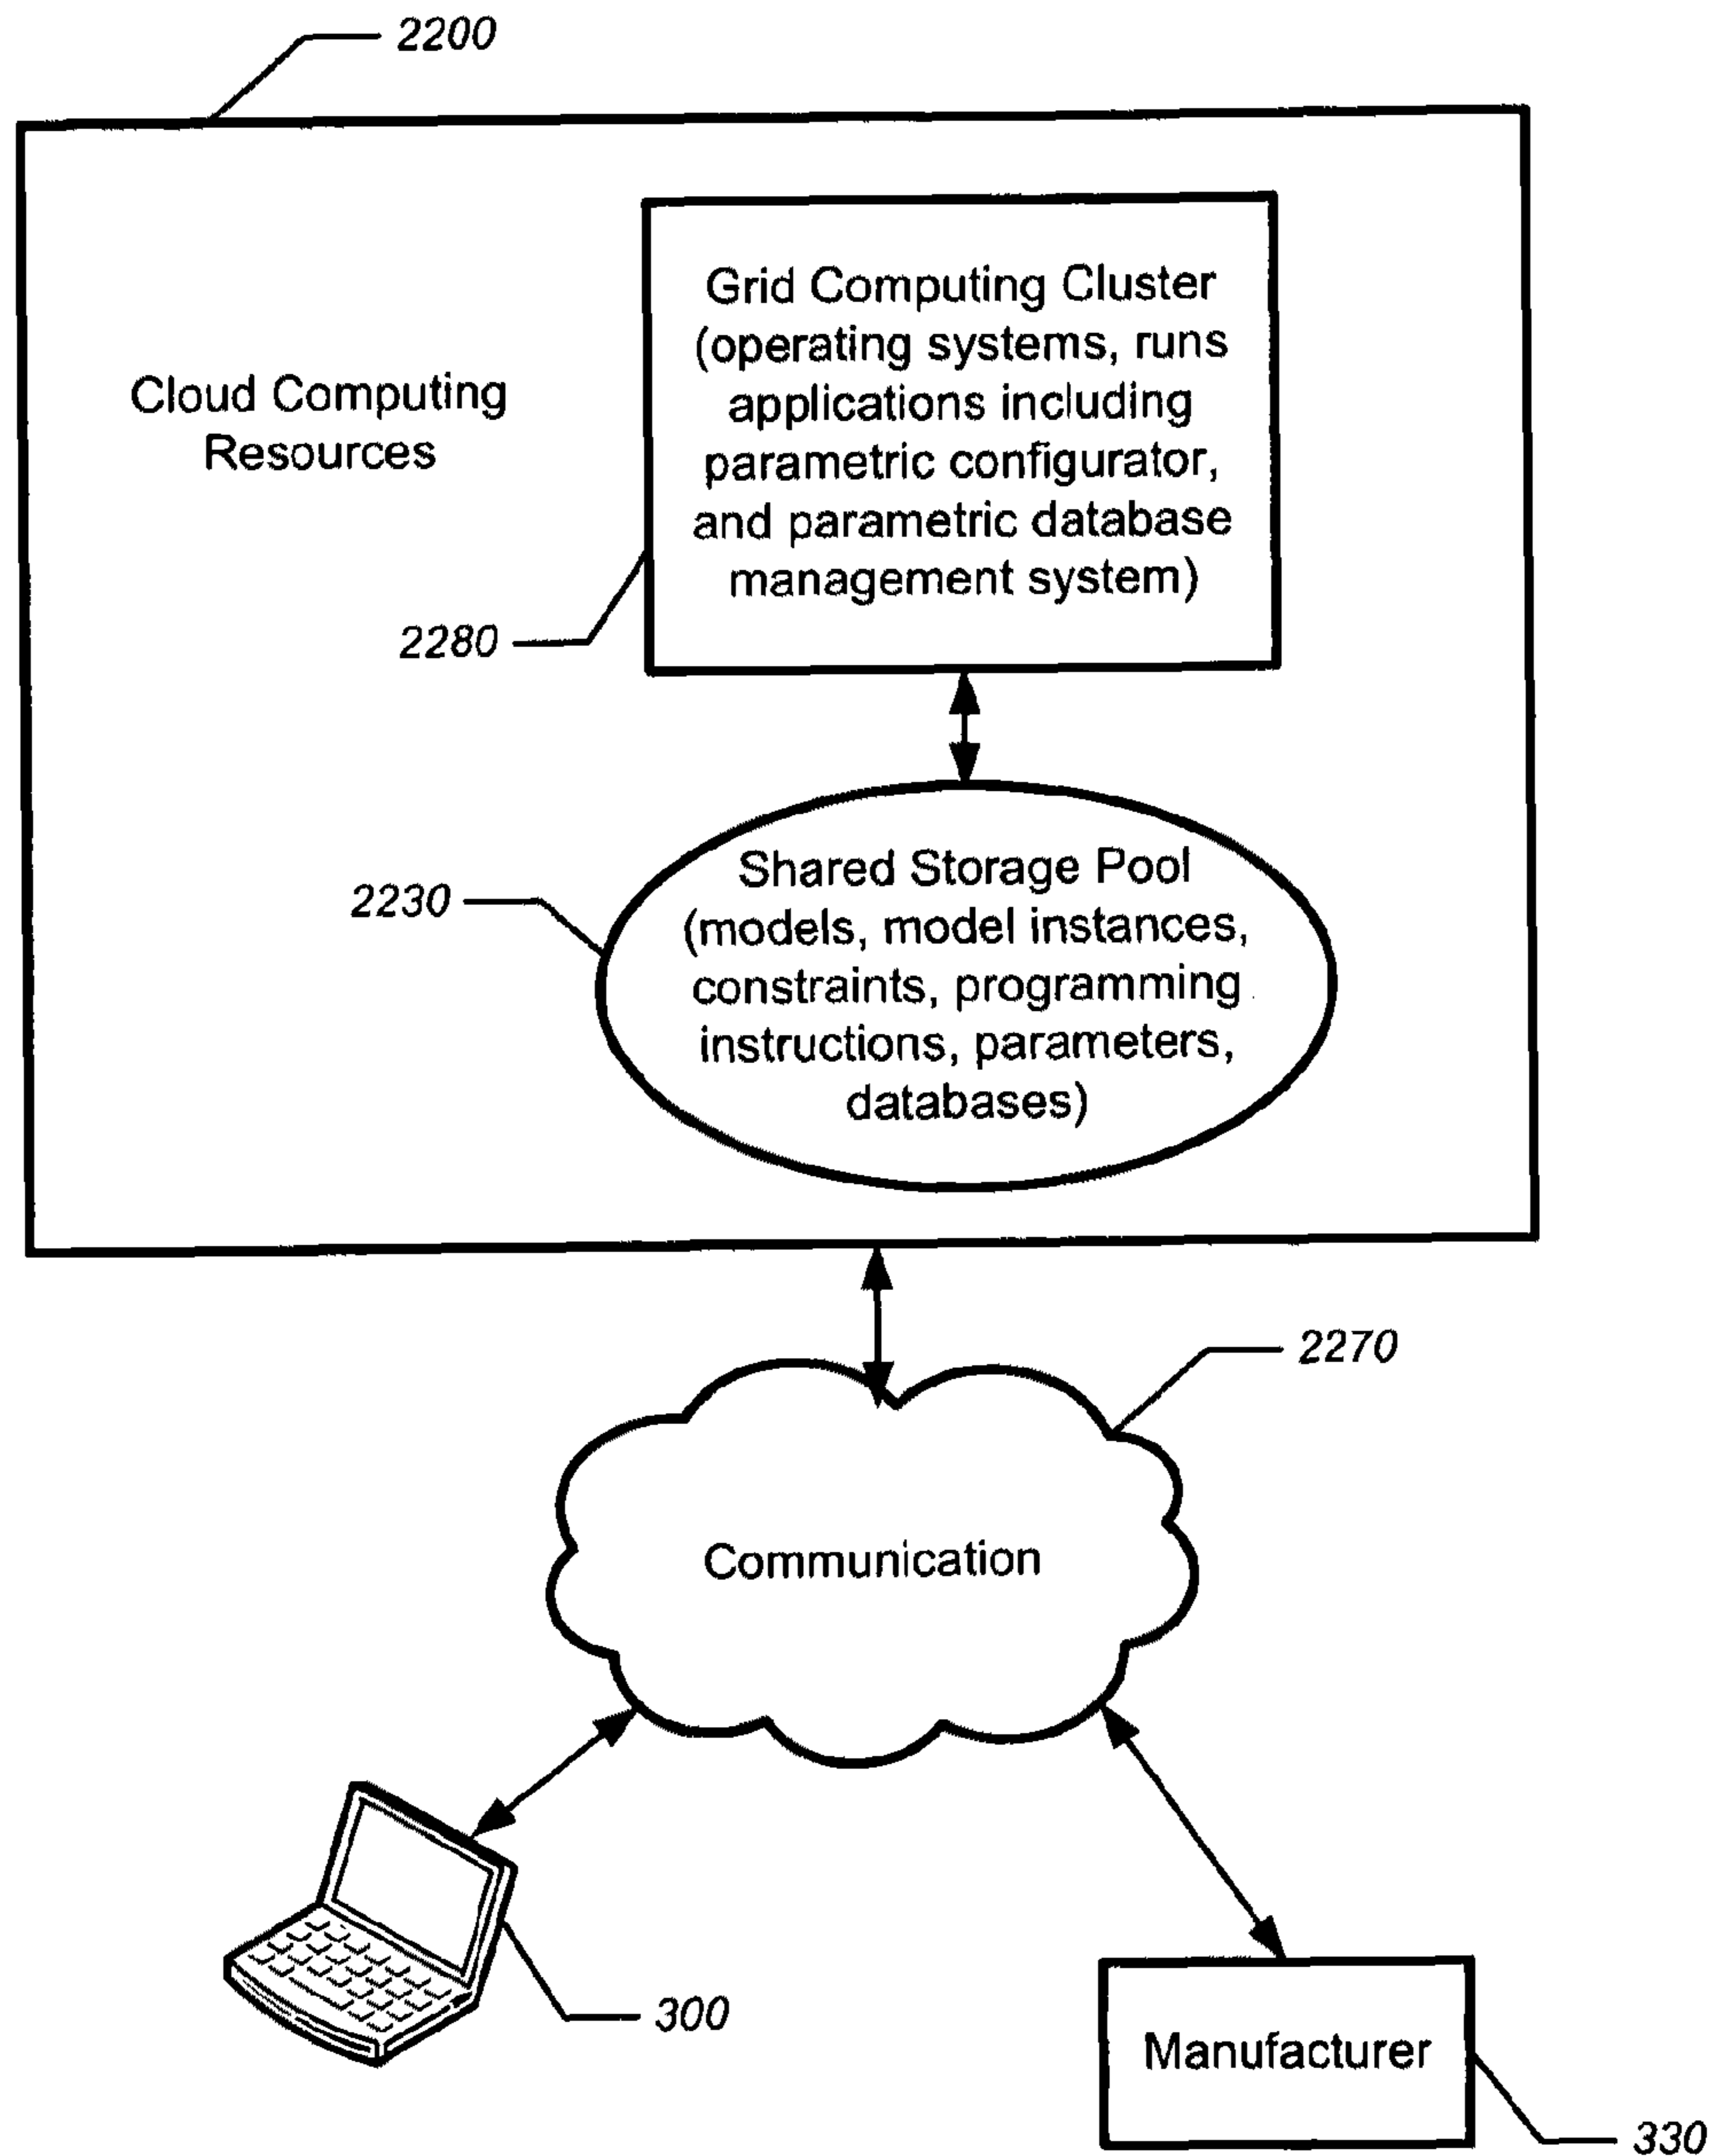 2200
Cloud Computing
Resources
Grid Computing Cluster
(operating systems, runs
applications including
parametric configurator,
and parametric database
management system)
2280
2230
Shared Storage Pool
(models, model instances,
constraints, programming
instructions, parameters,
databases)
2270
Communication
300
Manufacturer
330